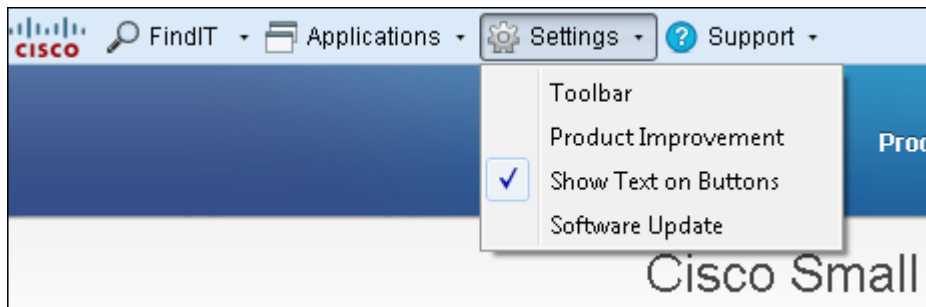 CISCO FindIT Applications Settings ? Support
Toolbar
Product Improvement
Show Text on Buttons
Software Update
Cisco Small